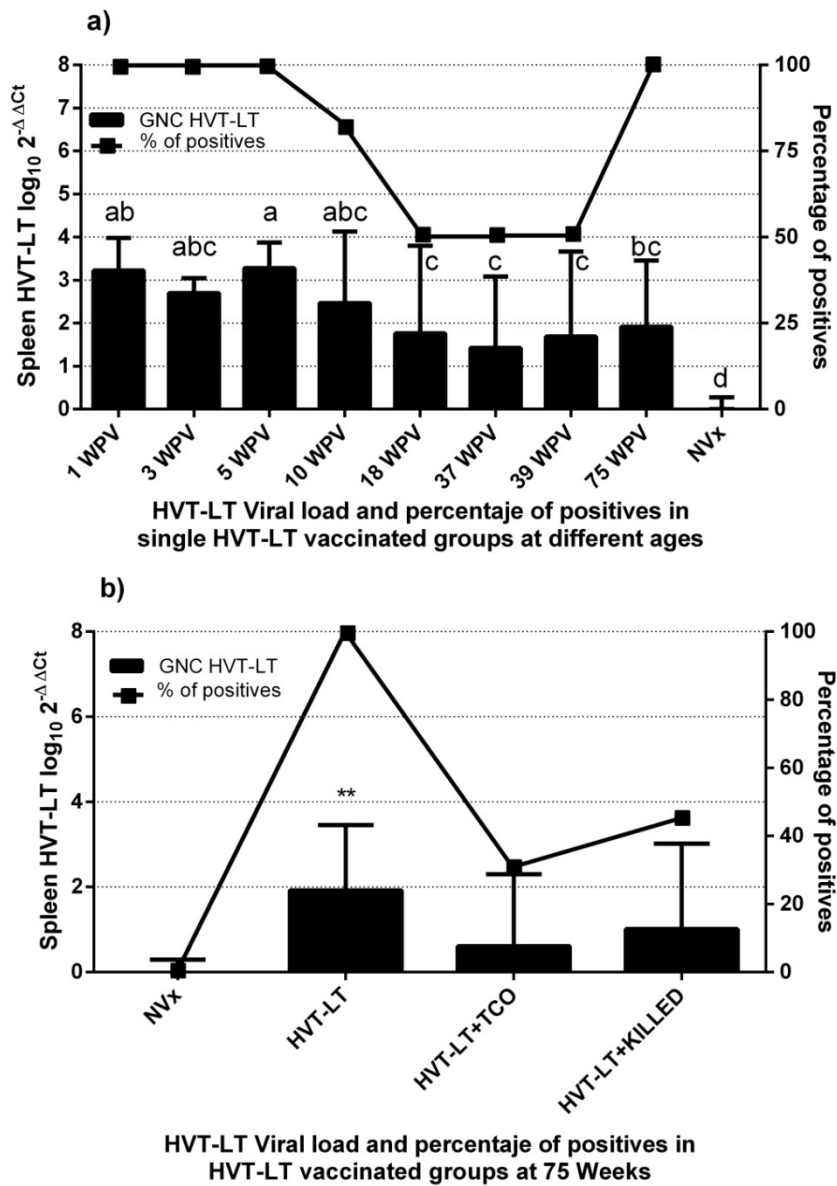 a)
Spleen HVT-LT log10 2-ΔΔCt
8
7
6
5
4
3
2
1
0
GNC HVT-LT
% of positives
ab
abc
a
abc
c
c
c
bc
d
100
75
50
25
0
Percentage of positives
1 WPV
3 WPV
5 WPV
10 WPV
18 WPV
37 WPV
39 WPV
75 WPV
NVx
HVT-LT Viral load and percentaje of positives in
single HVT-LT vaccinated groups at different ages
b)
Spleen HVT-LT log10 2-ΔΔCt
8
6
4
2
0
GNC HVT-LT
% of positives
**
100
80
60
40
20
0
Percentage of positives
NVx
HVT-LT
HVT-LT+TCO
HVT-LT+KILLED
HVT-LT Viral load and percentaje of positives in
HVT-LT vaccinated groups at 75 Weeks